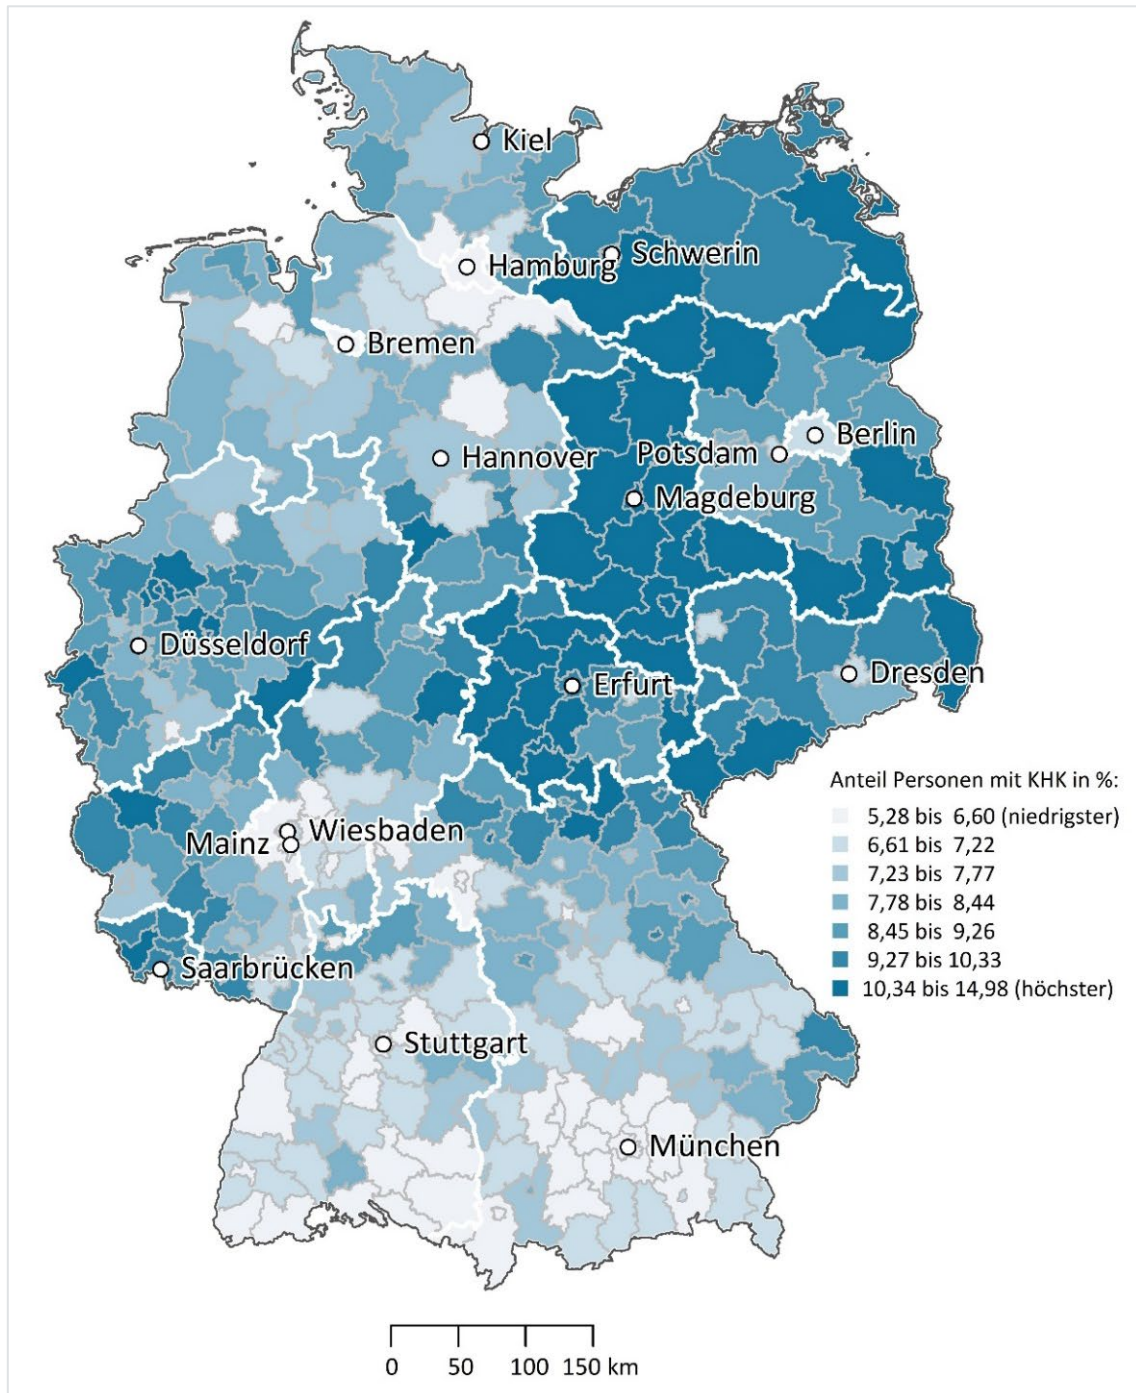 Kiel
Schwerin
Hamburg
Bremen
Berlin
Hannover
Potsdam
Magdeburg
Düsseldorf
Erfurt
Dresden
Anteil Personen mit KHK in %:
5,28 bis 6,60 (niedrigster)
6,61 bis 7,22
7,23 bis 7,77
7,78 bis 8,44
8,45 bis 9,26
9,27 bis 10,33
10,34 bis 14,98 (höchster)
Wiesbaden
Mainz
Saarbrücken
Stuttgart
München
0 50 100 150 km